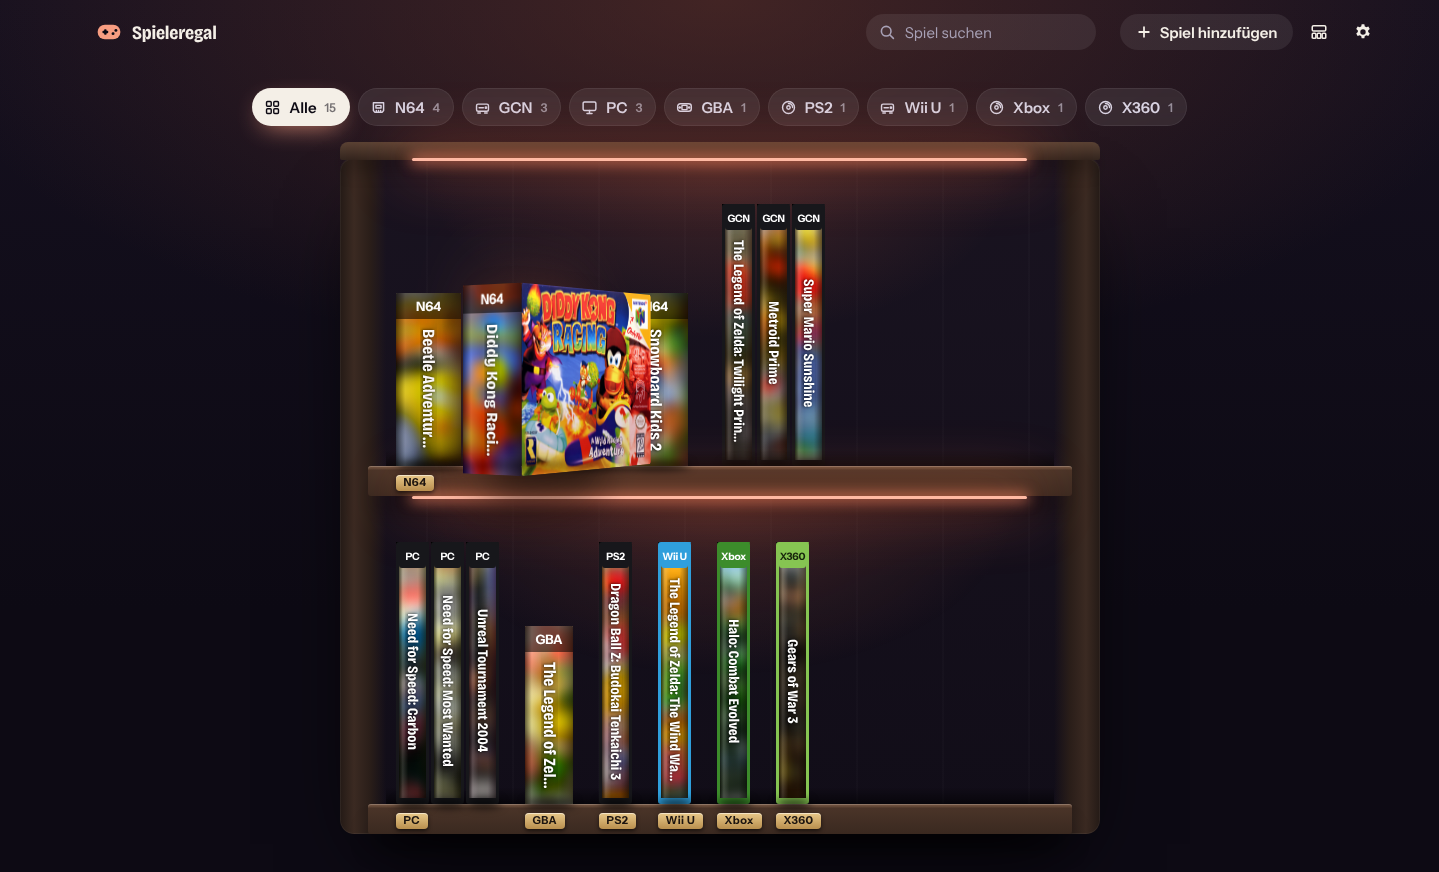 Spieleregal
Spiel suchen
Spiel hinzufügen
Alle 15
N64 4
GCN 3
PC 3
GBA 1
PS2 1
Wii U 1
Xbox 1
X360 1
N64
Beetle Adventur...
N64
Diddy Kong Raci...
DIDDY KONG
RACING
Adventure
64
Snowboard Kids 2
GCN
The Legend of Zelda: Twilight Prin...
GCN
Metroid Prime
GCN
Super Mario Sunshine
N64
PC
Need for Speed: Carbon
PC
Need for Speed: Most Wanted
PC
Unreal Tournament 2004
GBA
The Legend of Zel...
PS2
Dragon Ball Z: Budokai Tenkaichi 3
Wii U
The Legend of Zelda: The Wind Wa...
Xbox
Halo: Combat Evolved
X360
Gears of War 3
PC
GBA
PS2
Wii U
Xbox
X360